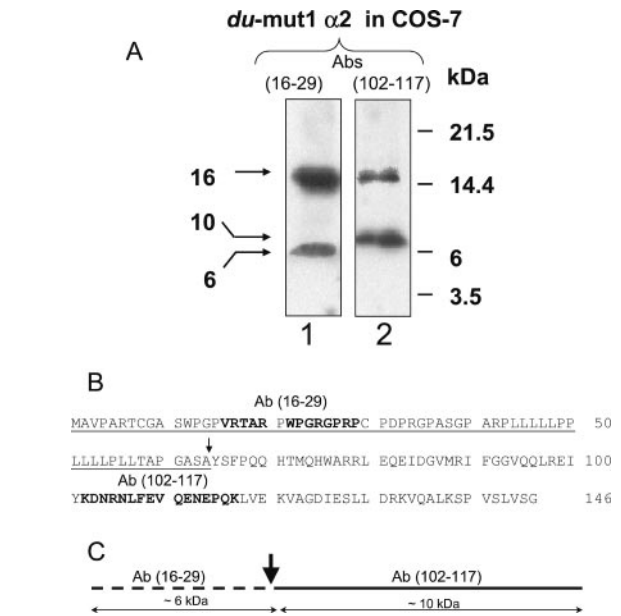 du-mut1 α2 in COS-7
A
Abs
(16-29) (102-117) kDa
21.5
16
14.4
10
6
6
3.5
1 2
B
Ab (16-29)
MAVPARTCGA SWPGPVRTAR PWPGRGPRPC PDPRGPASGP ARPLLLLLPP 50
LLLLPLLTAP GASAYSFPQQ HTMQHWARRL EQEIDGVMRI FGGVQQLREI 100
Ab (102-117)
YKDNRNLFEV QENEPQKLVE KVAGDIESLL DRKVQALKSP VSLVSG 146
C
Ab (16-29) Ab (102-117)
~ 6 kDa ~ 10 kDa